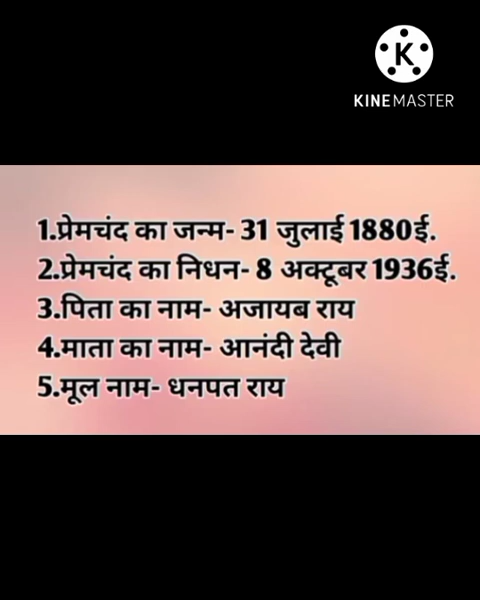 KINEMASTER
1.प्रेमचंद का जन्म- 31 जुलाई 1880ई.
2.प्रेमचंद का निधन- 8 अक्टूबर 1936ई.
3.पिता का नाम- अजायब राय
4.माता का नाम- आनंदी देवी
5.मूल नाम- धनपत राय